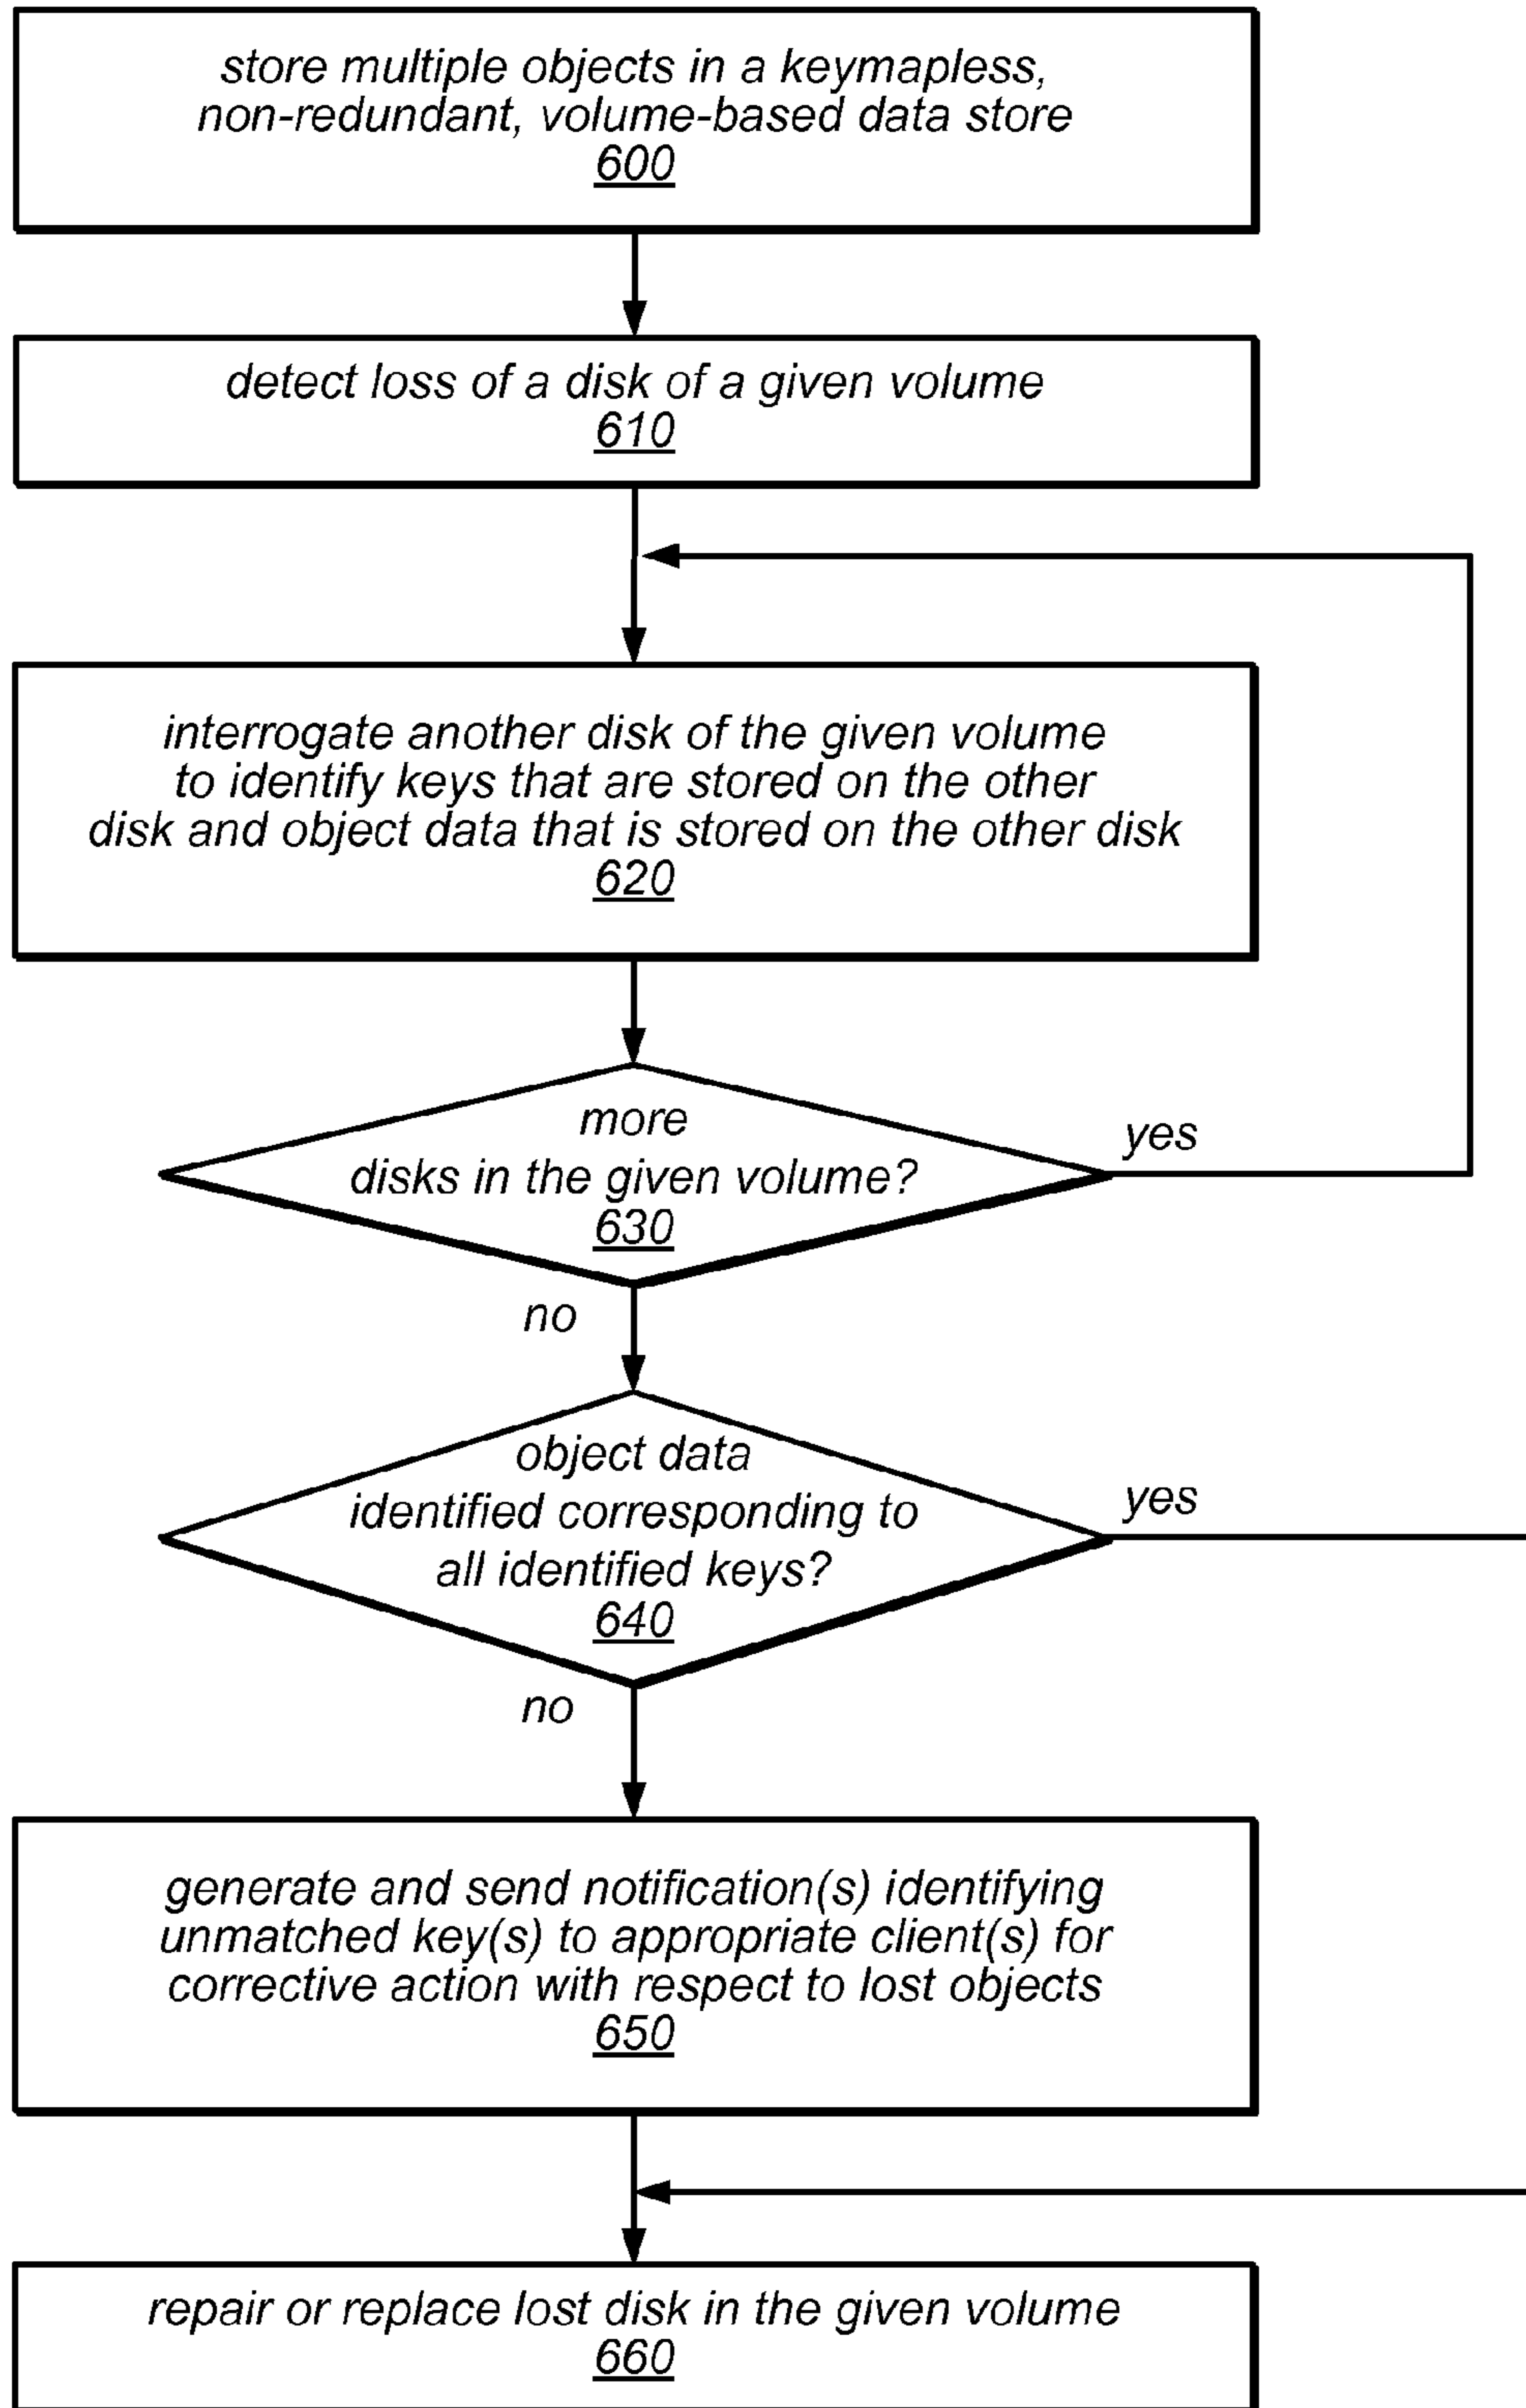 store multiple objects in a keymapless,
non-redundant, volume-based data store
600
detect loss of a disk of a given volume
610
interrogate another disk of the given volume
to identify keys that are stored on the other
disk and object data that is stored on the other disk
620
more
disks in the given volume?
630
yes
no
object data
identified corresponding to
all identified keys?
640
yes
no
generate and send notification(s) identifying
unmatched key(s) to appropriate client(s) for
corrective action with respect to lost objects
650
repair or replace lost disk in the given volume
660